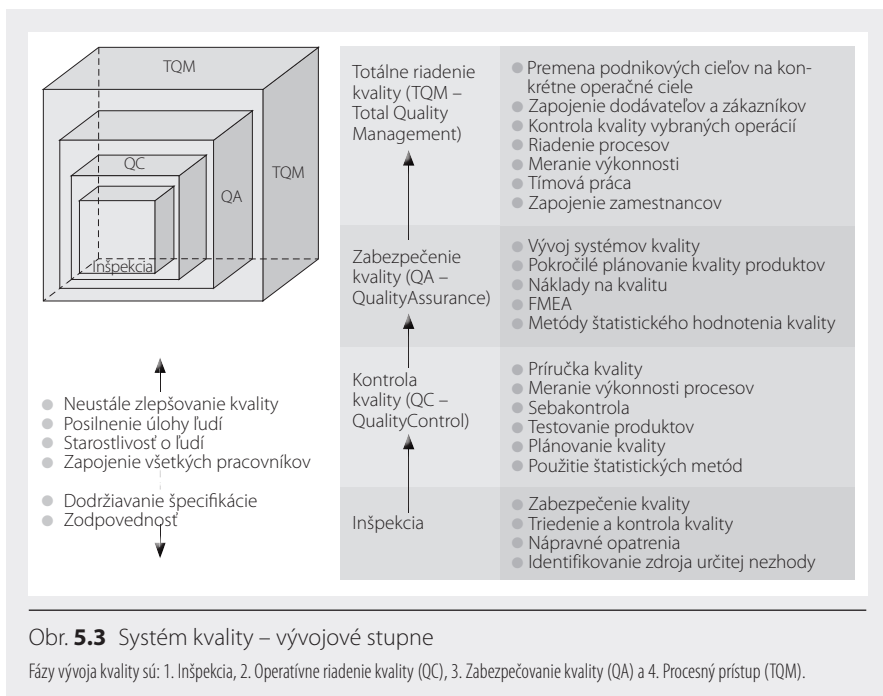 TQM
TQM
QC
QA
Inšpekcia
Neustále zlepšovanie kvality
Posilnenie úlohy ľudí
Starostlivosť o ľudí
Zapojenie všetkých pracovníkov
Dodržiavanie špecifikácie
Zodpovednosť
Totálne riadenie
kvality (TQM –
Total Quality
Management)
Premena podnikových cieľov na kon-
krétne operačné ciele
Zapojenie dodávateľov a zákazníkov
Kontrola kvality vybraných operácií
Riadenie procesov
Meranie výkonnosti
Tímová práca
Zapojenie zamestnancov
Zabezpečenie
kvality (QA –
QualityAssurance)
Vývoj systémov kvality
Pokročilé plánovanie kvality produktov
Náklady na kvalitu
FMEA
Metódy štatistického hodnotenia kvality
Kontrola
kvality (QC –
QualityControl)
Príručka kvality
Meranie výkonnosti procesov
Sebakontrola
Testovanie produktov
Plánovanie kvality
Použitie štatistických metód
Inšpekcia
Zabezpečenie kvality
Triedenie a kontrola kvality
Nápravné opatrenia
Identifikovanie zdroja určitej nezhody
Obr. 5.3 Systém kvality – vývojové stupne
Fázy vývoja kvality sú: 1. Inšpekcia, 2. Operatívne riadenie kvality (QC), 3. Zabezpečovanie kvality (QA) a 4. Procesný prístup (TQM).